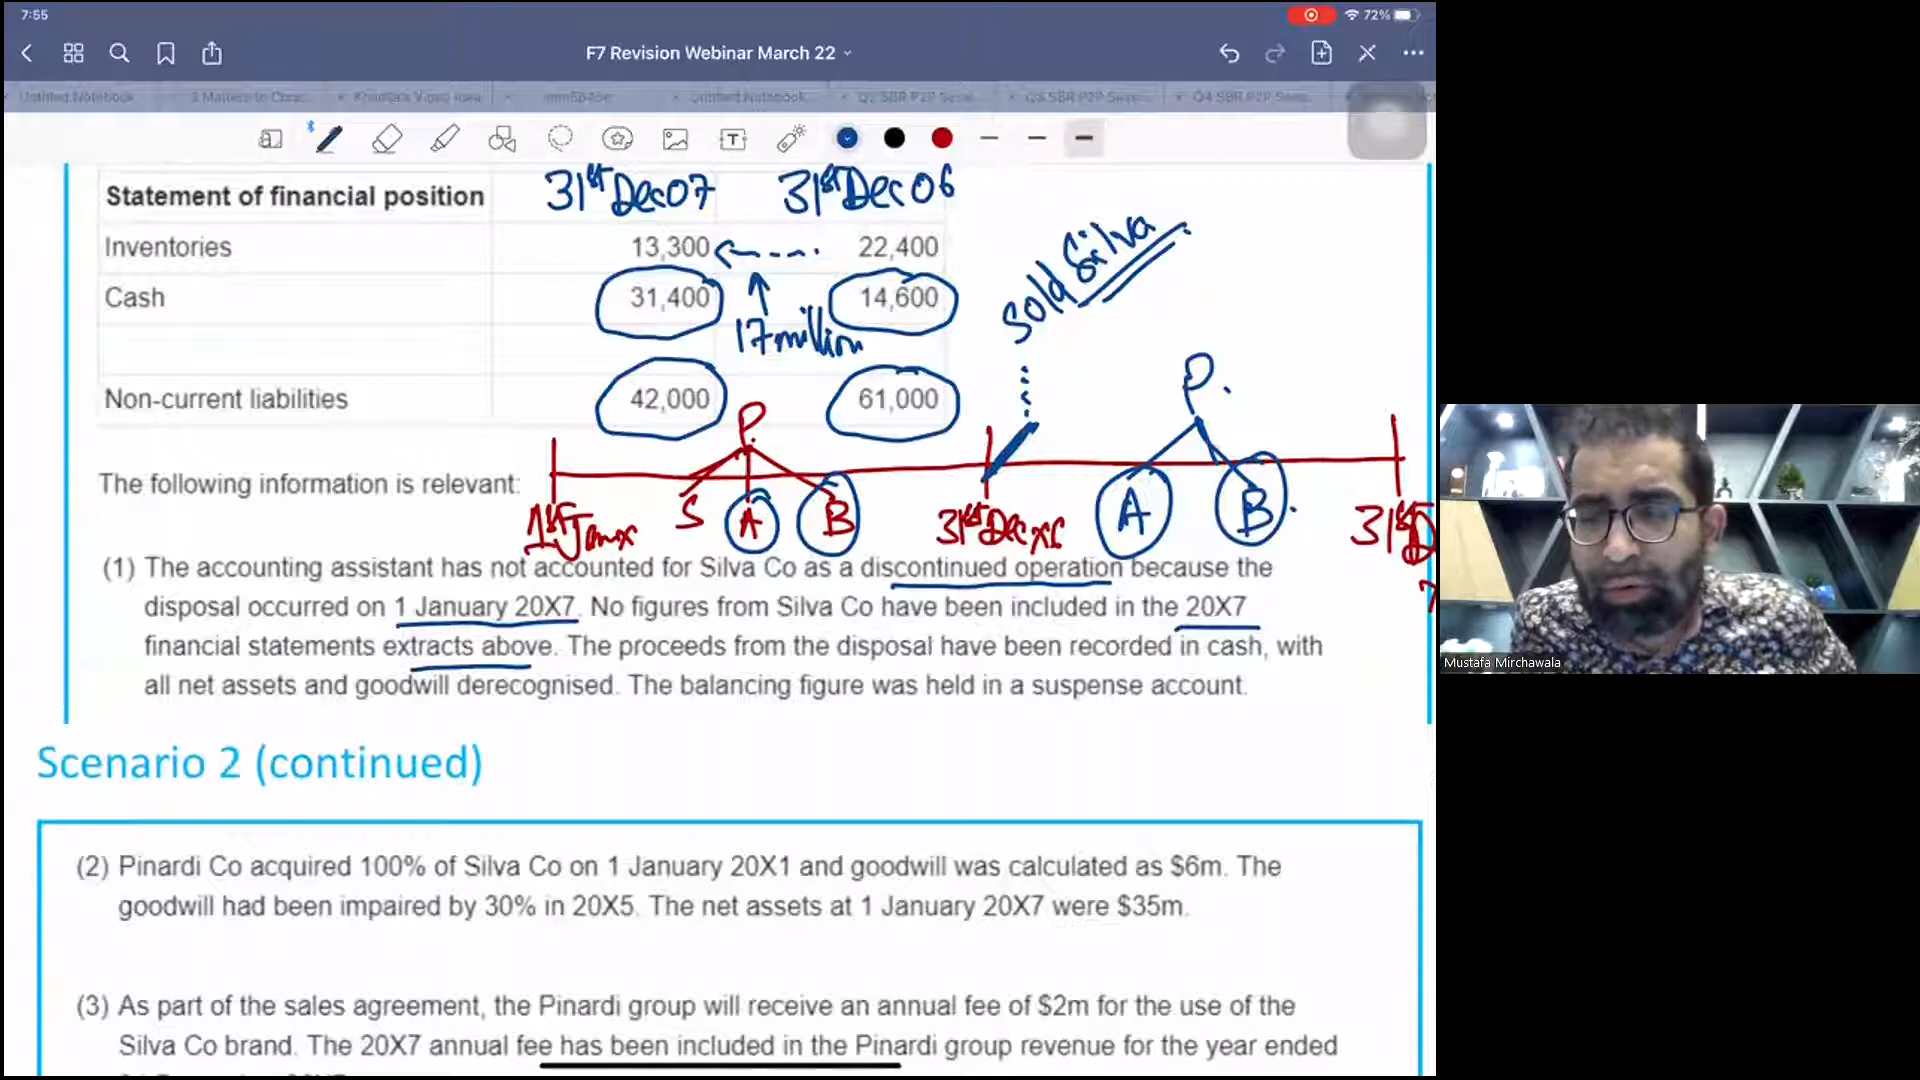 7:55
72%
F7 Revision Webinar March 22
Untitled Notebook
Untitled Notebook...
Statement of financial position 31st Dec 07 31st Dec 06
Inventories 13,300 22,400
Cash 31,400 14,600
17 million
sold Silva
Non-current liabilities 42,000 61,000
P.
P.
The following information is relevant:
S A B
A B.
1st Jan
31st Dec
31st D
(1) The accounting assistant has not accounted for Silva Co as a discontinued operation because the
disposal occurred on 1 January 20X7. No figures from Silva Co have been included in the 20X7
financial statements extracts above. The proceeds from the disposal have been recorded in cash, with
all net assets and goodwill derecognised. The balancing figure was held in a suspense account.
Mustafa Mirchawala
Scenario 2 (continued)
(2) Pinardi Co acquired 100% of Silva Co on 1 January 20X1 and goodwill was calculated as $6m. The
goodwill had been impaired by 30% in 20X5. The net assets at 1 January 20X7 were $35m.
(3) As part of the sales agreement, the Pinardi group will receive an annual fee of $2m for the use of the
Silva Co brand. The 20X7 annual fee has been included in the Pinardi group revenue for the year ended